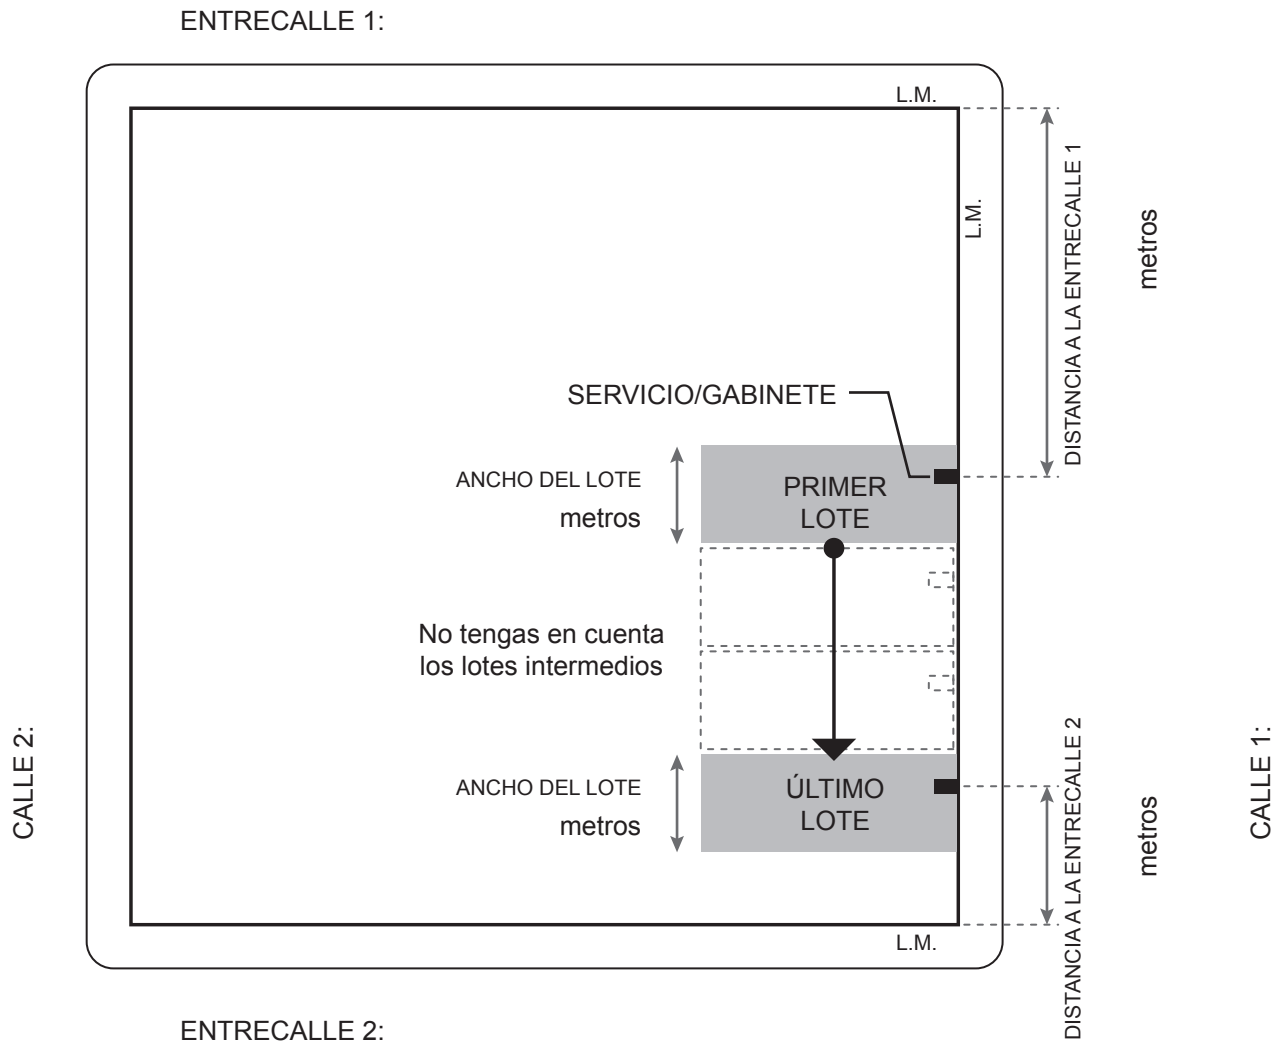 ENTRECALLE 1:
L.M.
L.M.
DISTANCIA A LA ENTRECALLE 1
metros
SERVICIO/GABINETE
ANCHO DEL LOTE
metros
PRIMER
LOTE
No tengas en cuenta
los lotes intermedios
CALLE 2:
ANCHO DEL LOTE
metros
ÚLTIMO
LOTE
DISTANCIA A LA ENTRECALLE 2
metros
CALLE 1:
L.M.
ENTRECALLE 2: